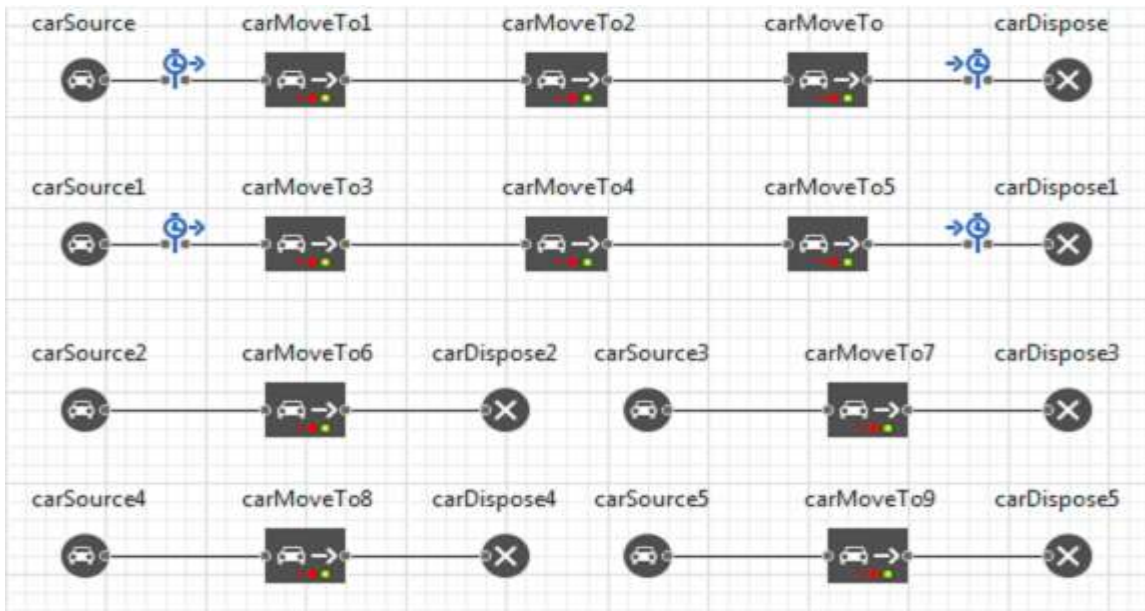 carSource carMoveTo1 carMoveTo2 carMoveTo carDispose
carSource1 carMoveTo3 carMoveTo4 carMoveTo5 carDispose1
carSource2 carMoveTo6 carDispose2 carSource3 carMoveTo7 carDispose3
carSource4 carMoveTo8 carDispose4 carSource5 carMoveTo9 carDispose5